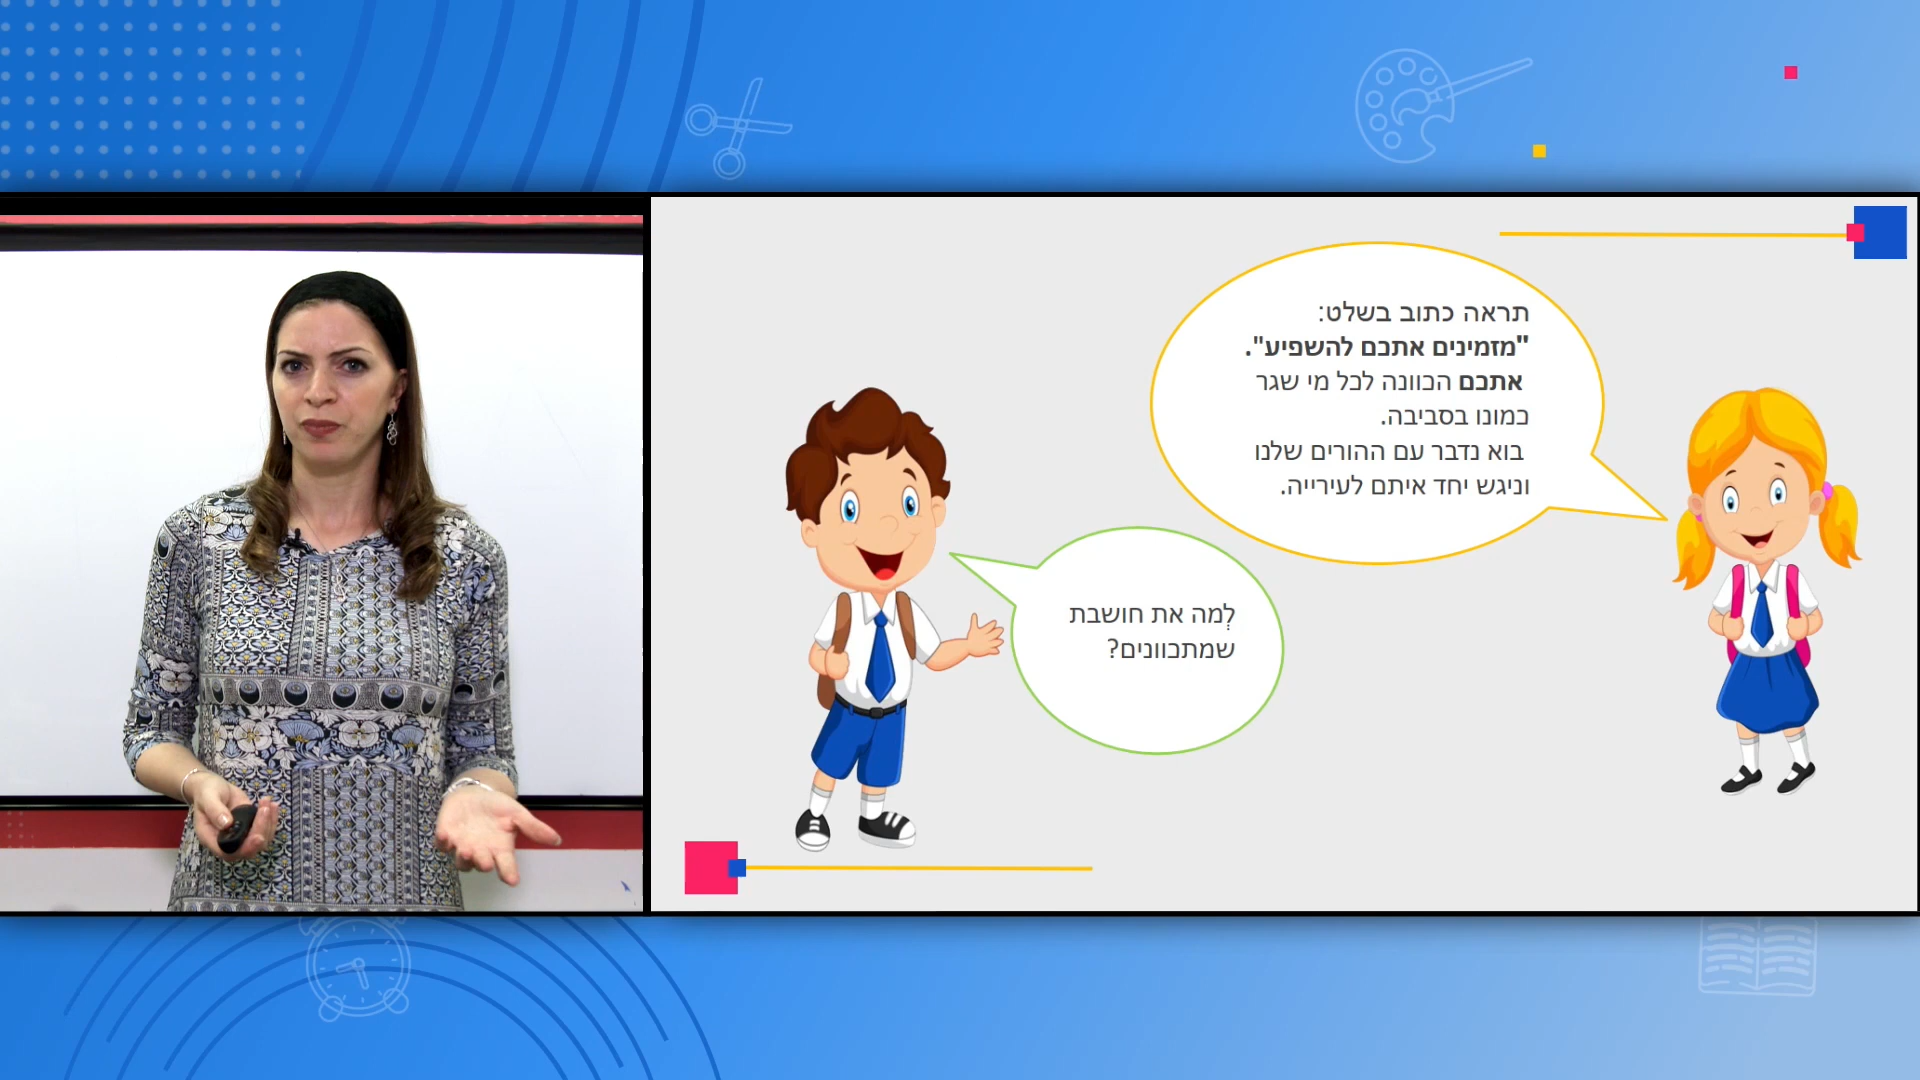 תראה כתוב בשלט:
"מזמינים אתכם להשפיע".
אתכם הכוונה לכל מי שגר
כמונו בסביבה.
בוא נדבר עם ההורים שלנו
וניגש יחד איתם לעירייה.
לְמה את חושבת
שמתכוונים?